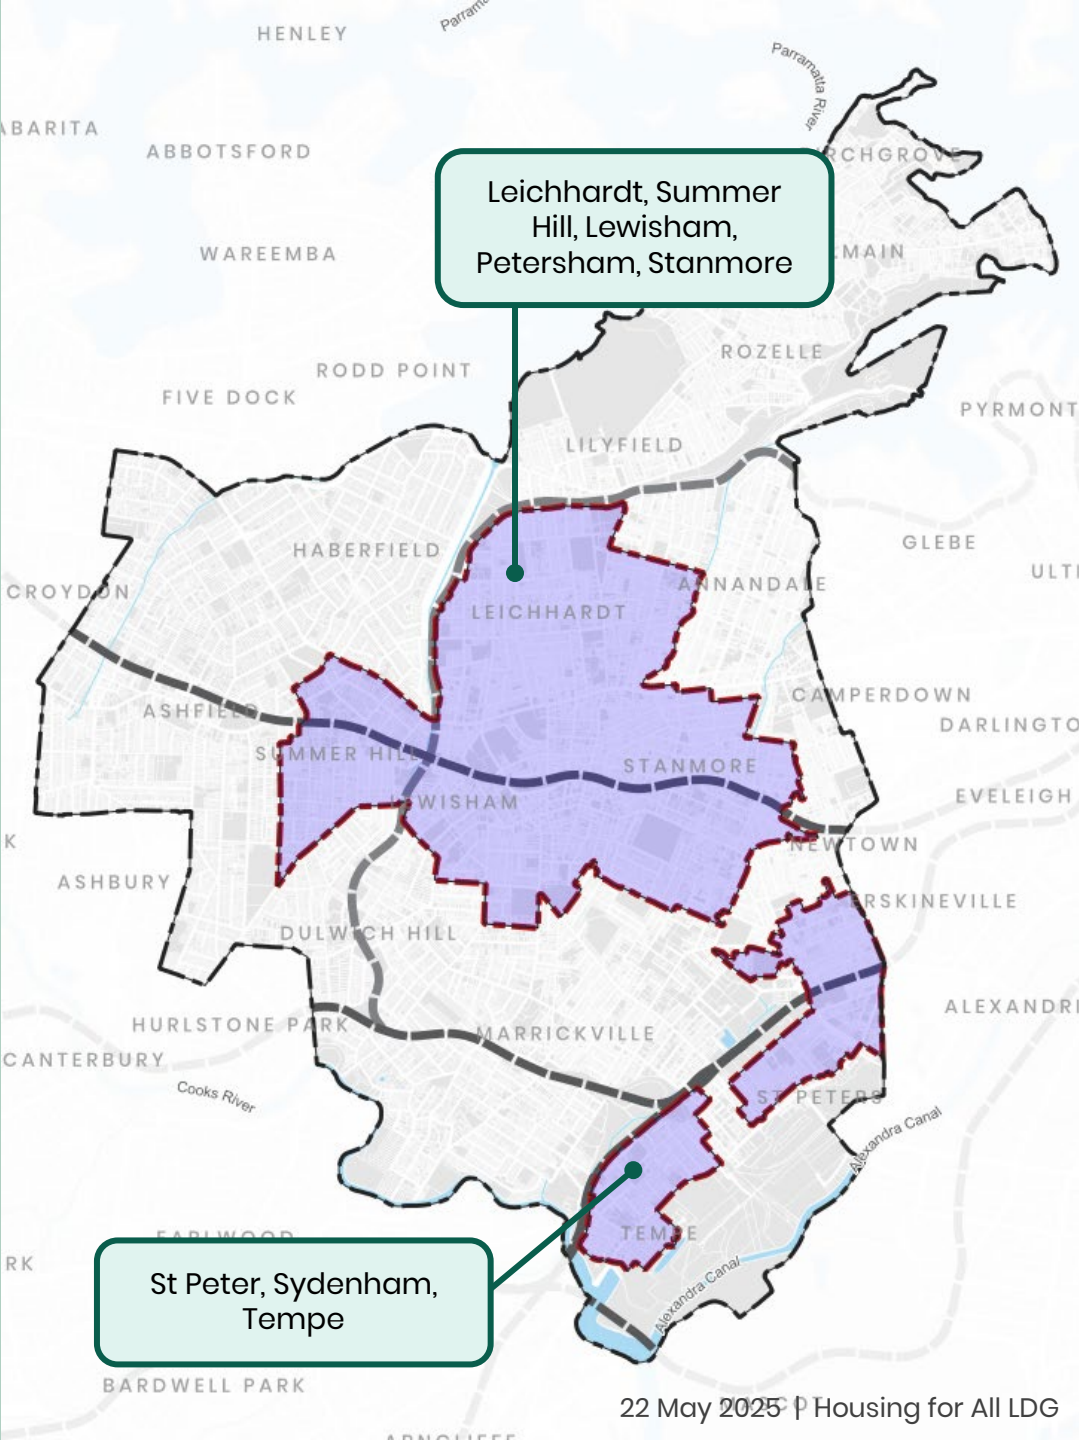 HENLEY
Parramatta River
ABBOTSFORD
Leichhardt, Summer
Hill, Lewisham,
Petersham, Stanmore
WAREEMBA
ROZELLE
RODD POINT
FIVE DOCK
PYRMONT
LILYFIELD
GLEBE
HABERFIELD
ANNANDALE
CROYDON
LEICHHARDT
CAMPERDOWN
ASHFIELD
DARLINGTO
SUMMER HILL
STANMORE
EVELEIGH
LEWISHAM
NEWTOWN
ASHBURY
ERSKINEVILLE
DULWICH HILL
ALEXANDRI
HURLSTONE PARK
MARRICKVILLE
CANTERBURY
Cooks River
ST PETERS
Alexandra Canal
TEMPE
St Peter, Sydenham,
Tempe
Alexandra Canal
BARDWELL PARK
22 May 2025 | Housing for All LDG